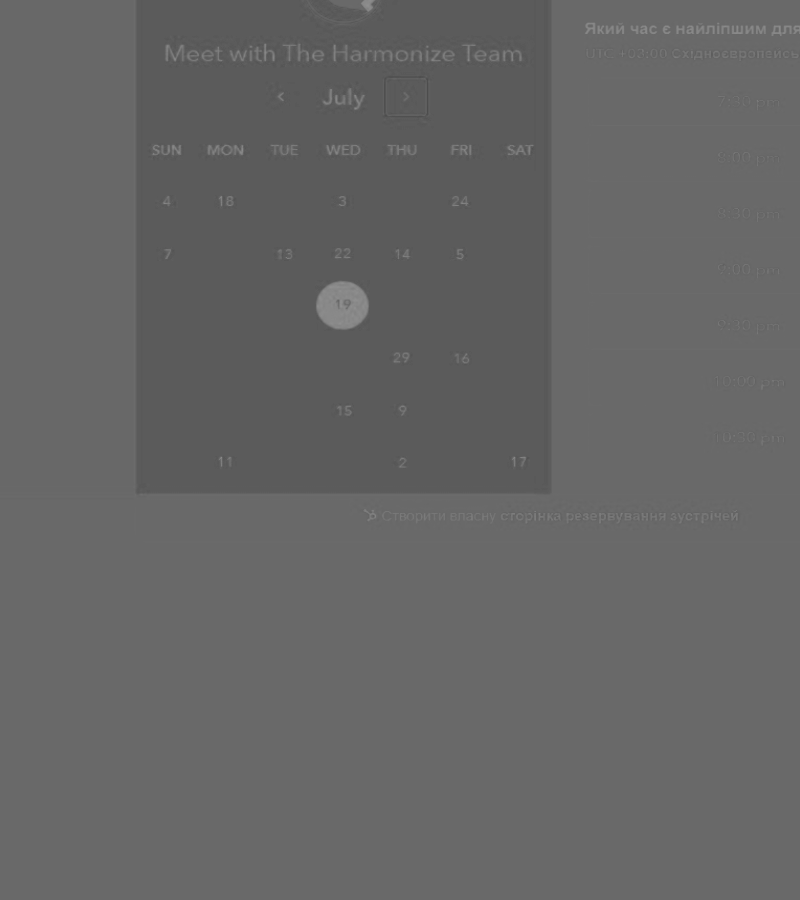 Meet with The Harmonize Team
July
SUN MON TUE WED THU FRI SAT
4 18 3 24
7 13 22 14 5
19
29 16
15 9
11 2 17
Який час є найліпшим для
UTC +03:00 Східноєвропейсь
7:30 pm
8:00 pm
8:30 pm
9:00 pm
9:30 pm
10:00 pm
10:30 pm
Створити власну сторінка резервування зустрічей